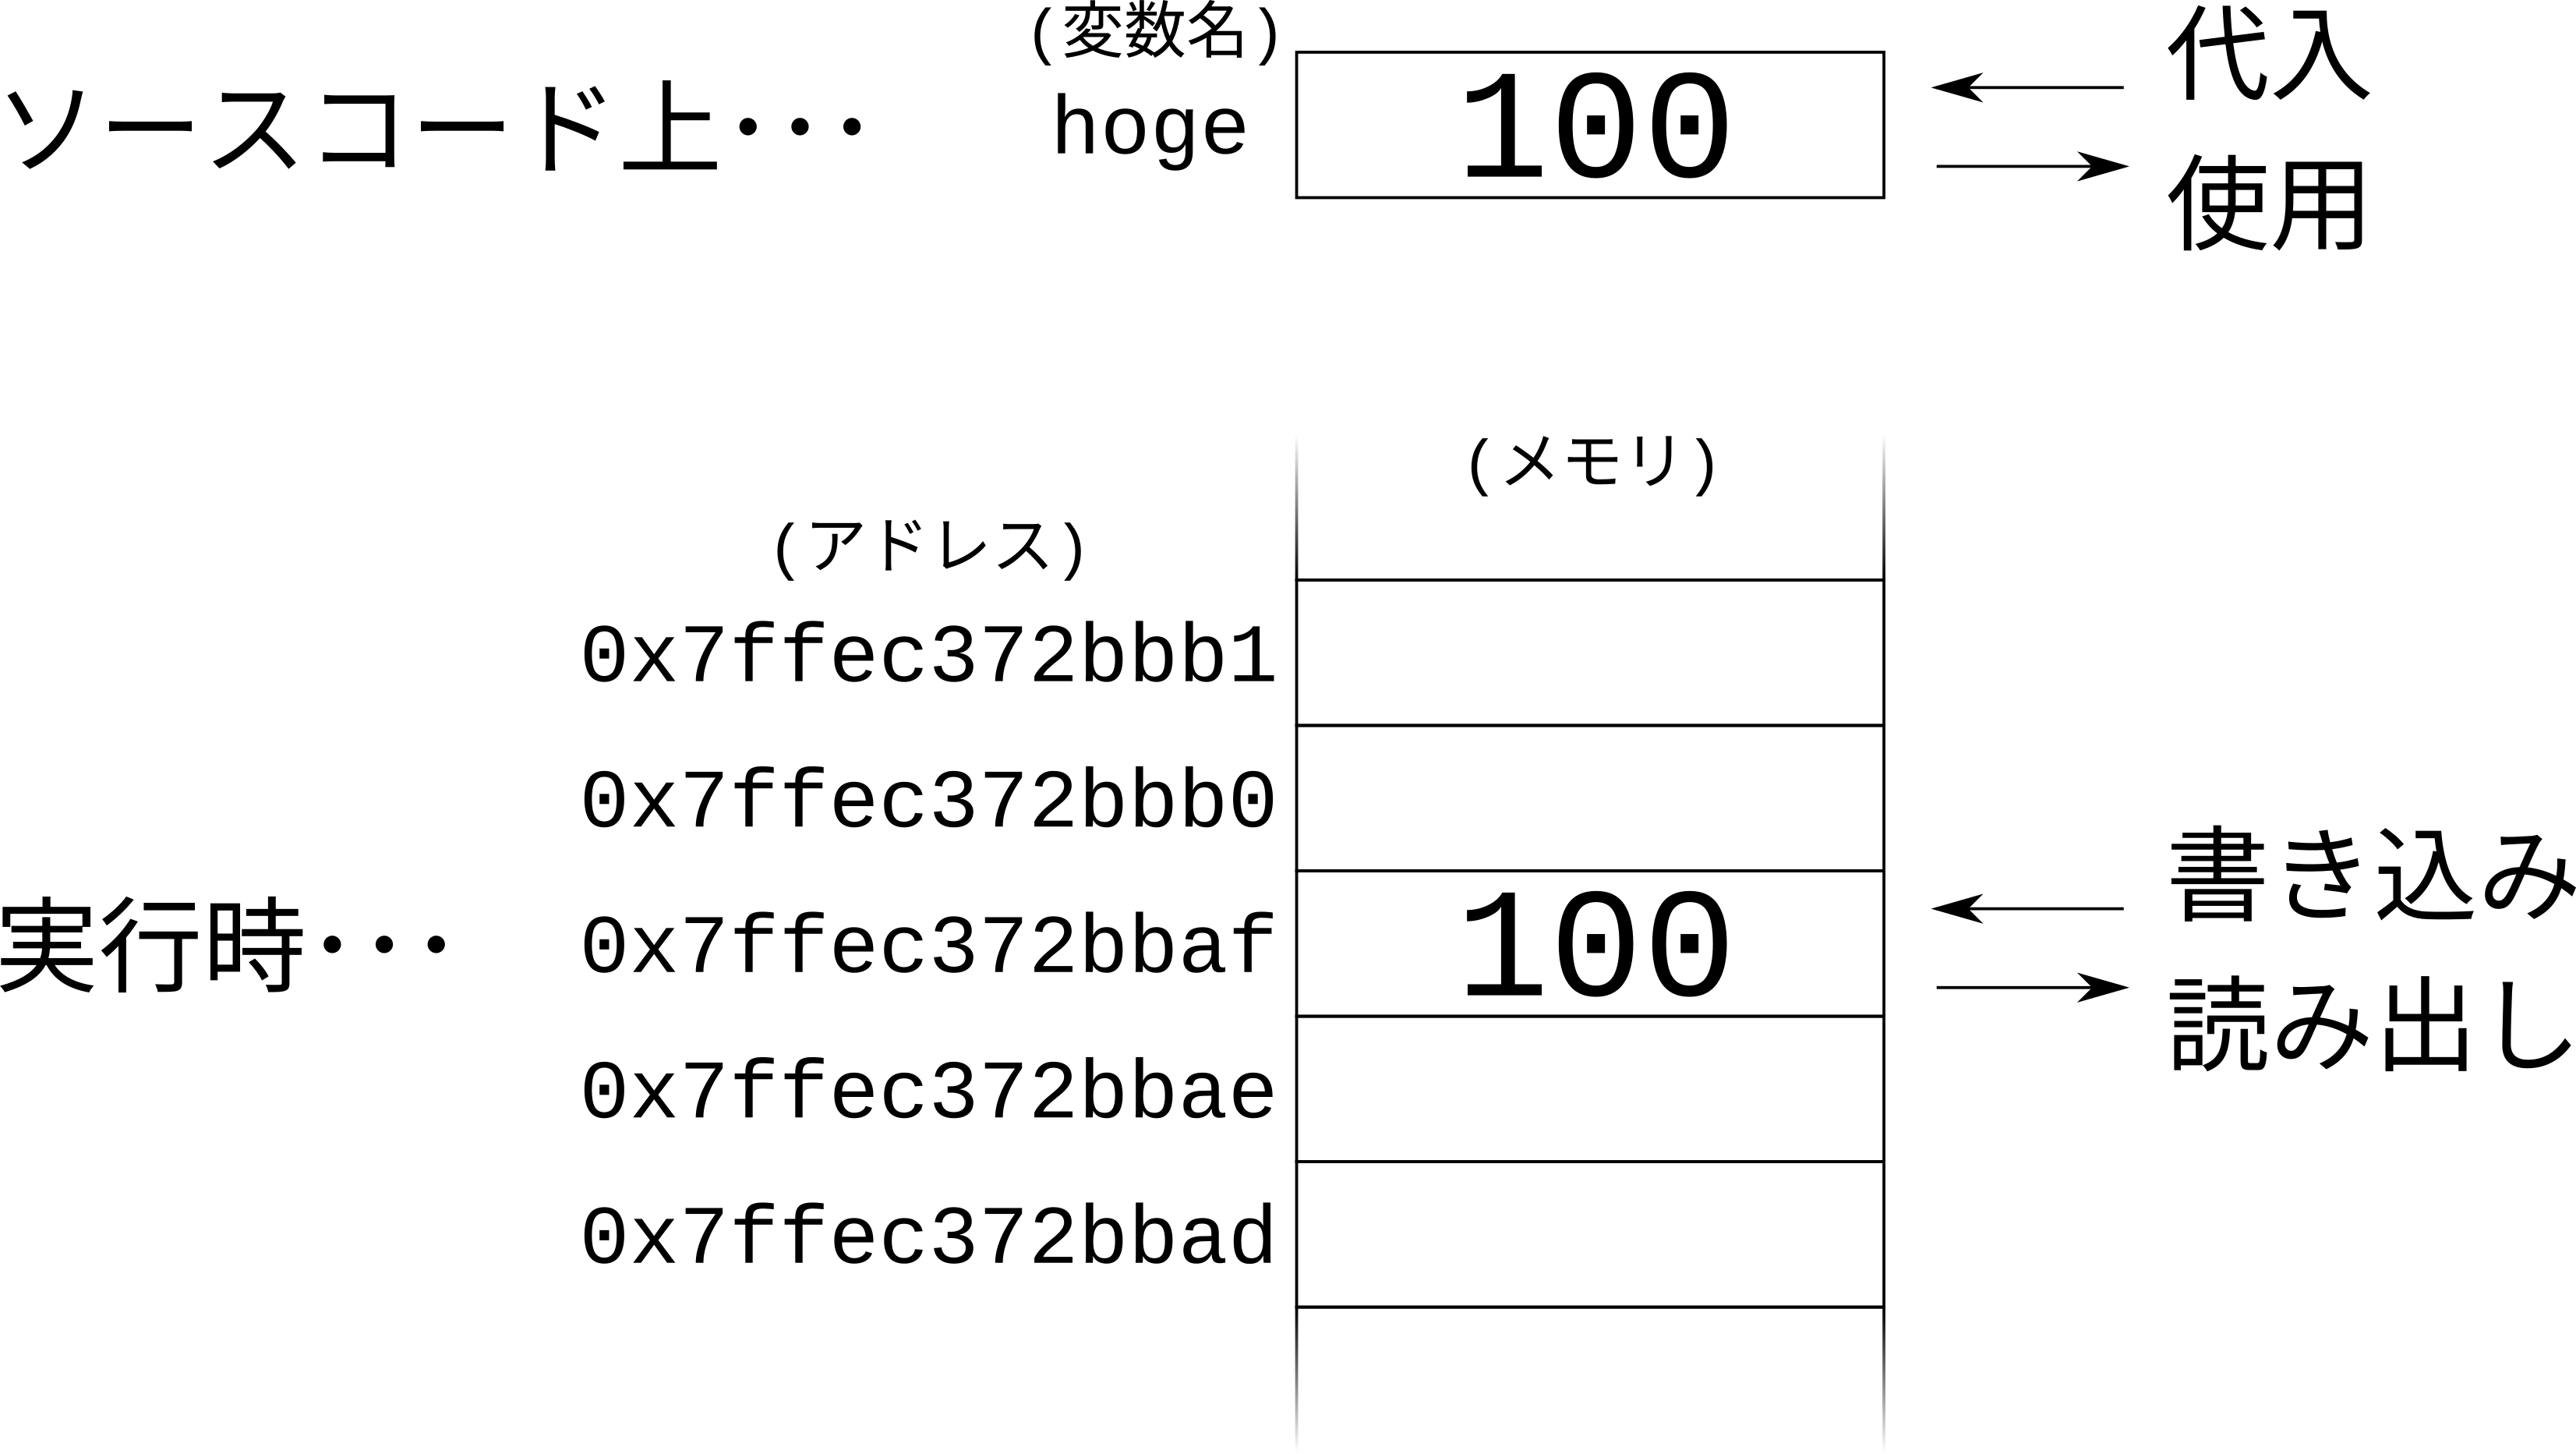 (変数名)
ソースコード上･･･ hoge 100
代入
使用
(メモリ)
(アドレス)
0x7ffec372bbb1
0x7ffec372bbb0
実行時･･･ 0x7ffec372bbaf 100
書き込み
読み出し
0x7ffec372bbae
0x7ffec372bbad